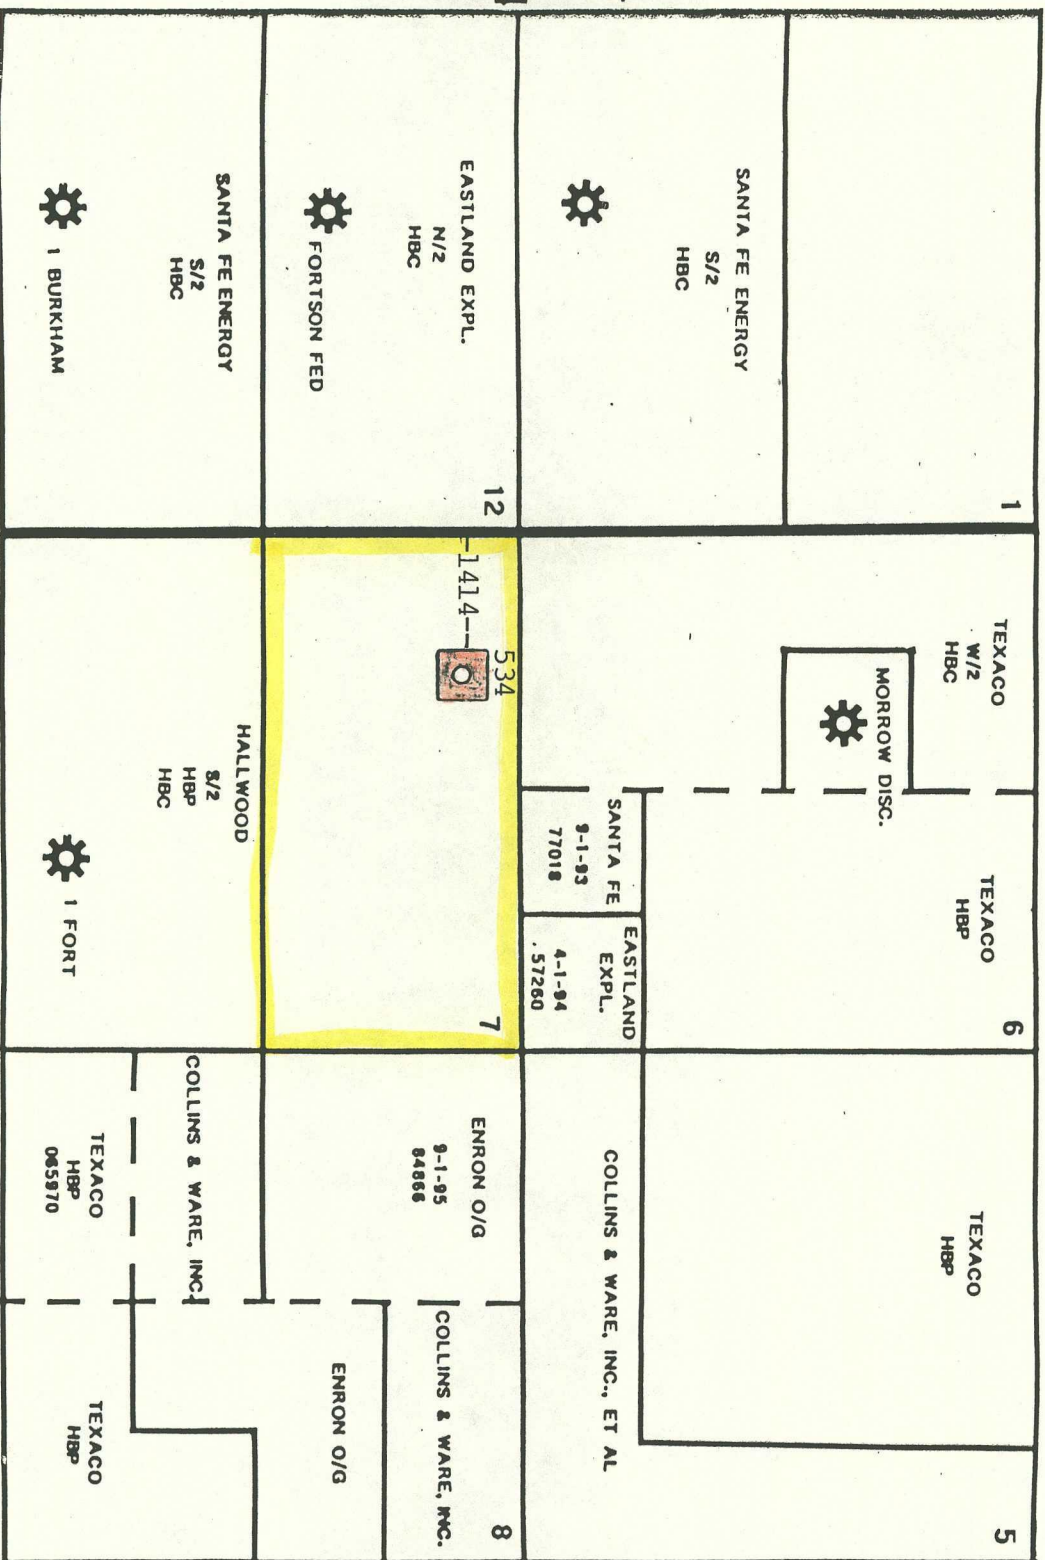 1
SANTA FE ENERGY
S/2
HBC
12
EASTLAND EXPL.
N/2
HBC
FORTSON FED
SANTA FE ENERGY
S/2
HBC
1 BURKHAM
TEXACO
W/2
HBC
MORROW DISC.
TEXACO
HBP
6
SANTA FE
9-1-93
77018
EASTLAND
EXPL.
4-1-94
57260
534
-1414--
7
HALLWOOD
S/2
HBP
HBC
1 FORT
TEXACO
HBP
5
COLLINS & WARE, INC., ET AL
ENRON O/G
9-1-95
84866
COLLINS & WARE, INC.
8
ENRON O/G
COLLINS & WARE, INC.
TEXACO
HBP
065970
TEXACO
HBP